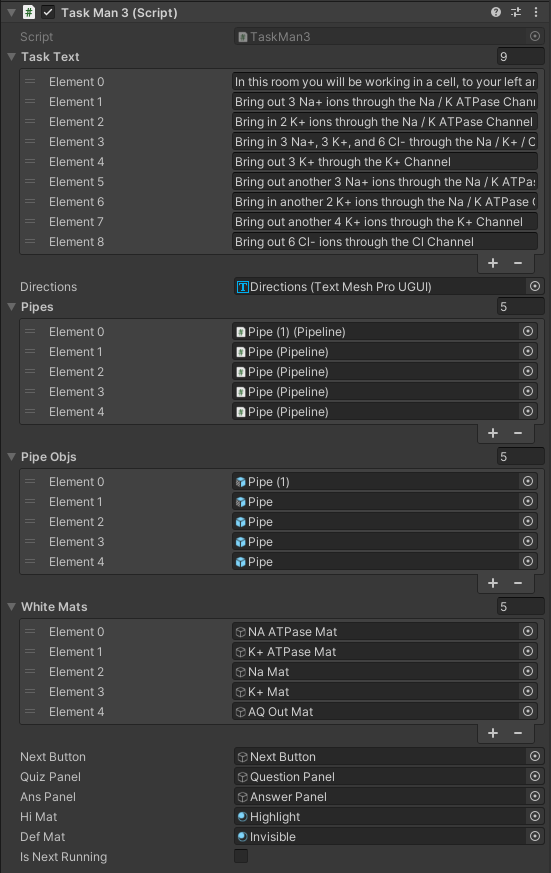 Task Man 3 (Script)
Script TaskMan3
Task Text 9
Element 0 In this room you will be working in a cell, to your left ar
Element 1 Bring out 3 Na+ ions through the Na / K ATPase Chann
Element 2 Bring in 2 K+ ions through the Na / K ATPase Channel
Element 3 Bring in 3 Na+, 3 K+, and 6 Cl- through the Na / K+ / C
Element 4 Bring out 3 K+ through the K+ Channel
Element 5 Bring out another 3 Na+ ions through the Na / K ATPas
Element 6 Bring in another 2 K+ ions through the Na / K ATPase C
Element 7 Bring out another 4 K+ ions through the K+ Channel
Element 8 Bring out 6 Cl- ions through the Cl Channel
+ −
Directions Directions (Text Mesh Pro UGUI)
Pipes 5
Element 0 # Pipe (1) (Pipeline)
Element 1 # Pipe (Pipeline)
Element 2 # Pipe (Pipeline)
Element 3 # Pipe (Pipeline)
Element 4 # Pipe (Pipeline)
+ −
Pipe Objs 5
Element 0 Pipe (1)
Element 1 Pipe
Element 2 Pipe
Element 3 Pipe
Element 4 Pipe
+ −
White Mats 5
Element 0 NA ATPase Mat
Element 1 K+ ATPase Mat
Element 2 Na Mat
Element 3 K+ Mat
Element 4 AQ Out Mat
+ −
Next Button Next Button
Quiz Panel Question Panel
Ans Panel Answer Panel
Hi Mat Highlight
Def Mat Invisible
Is Next Running